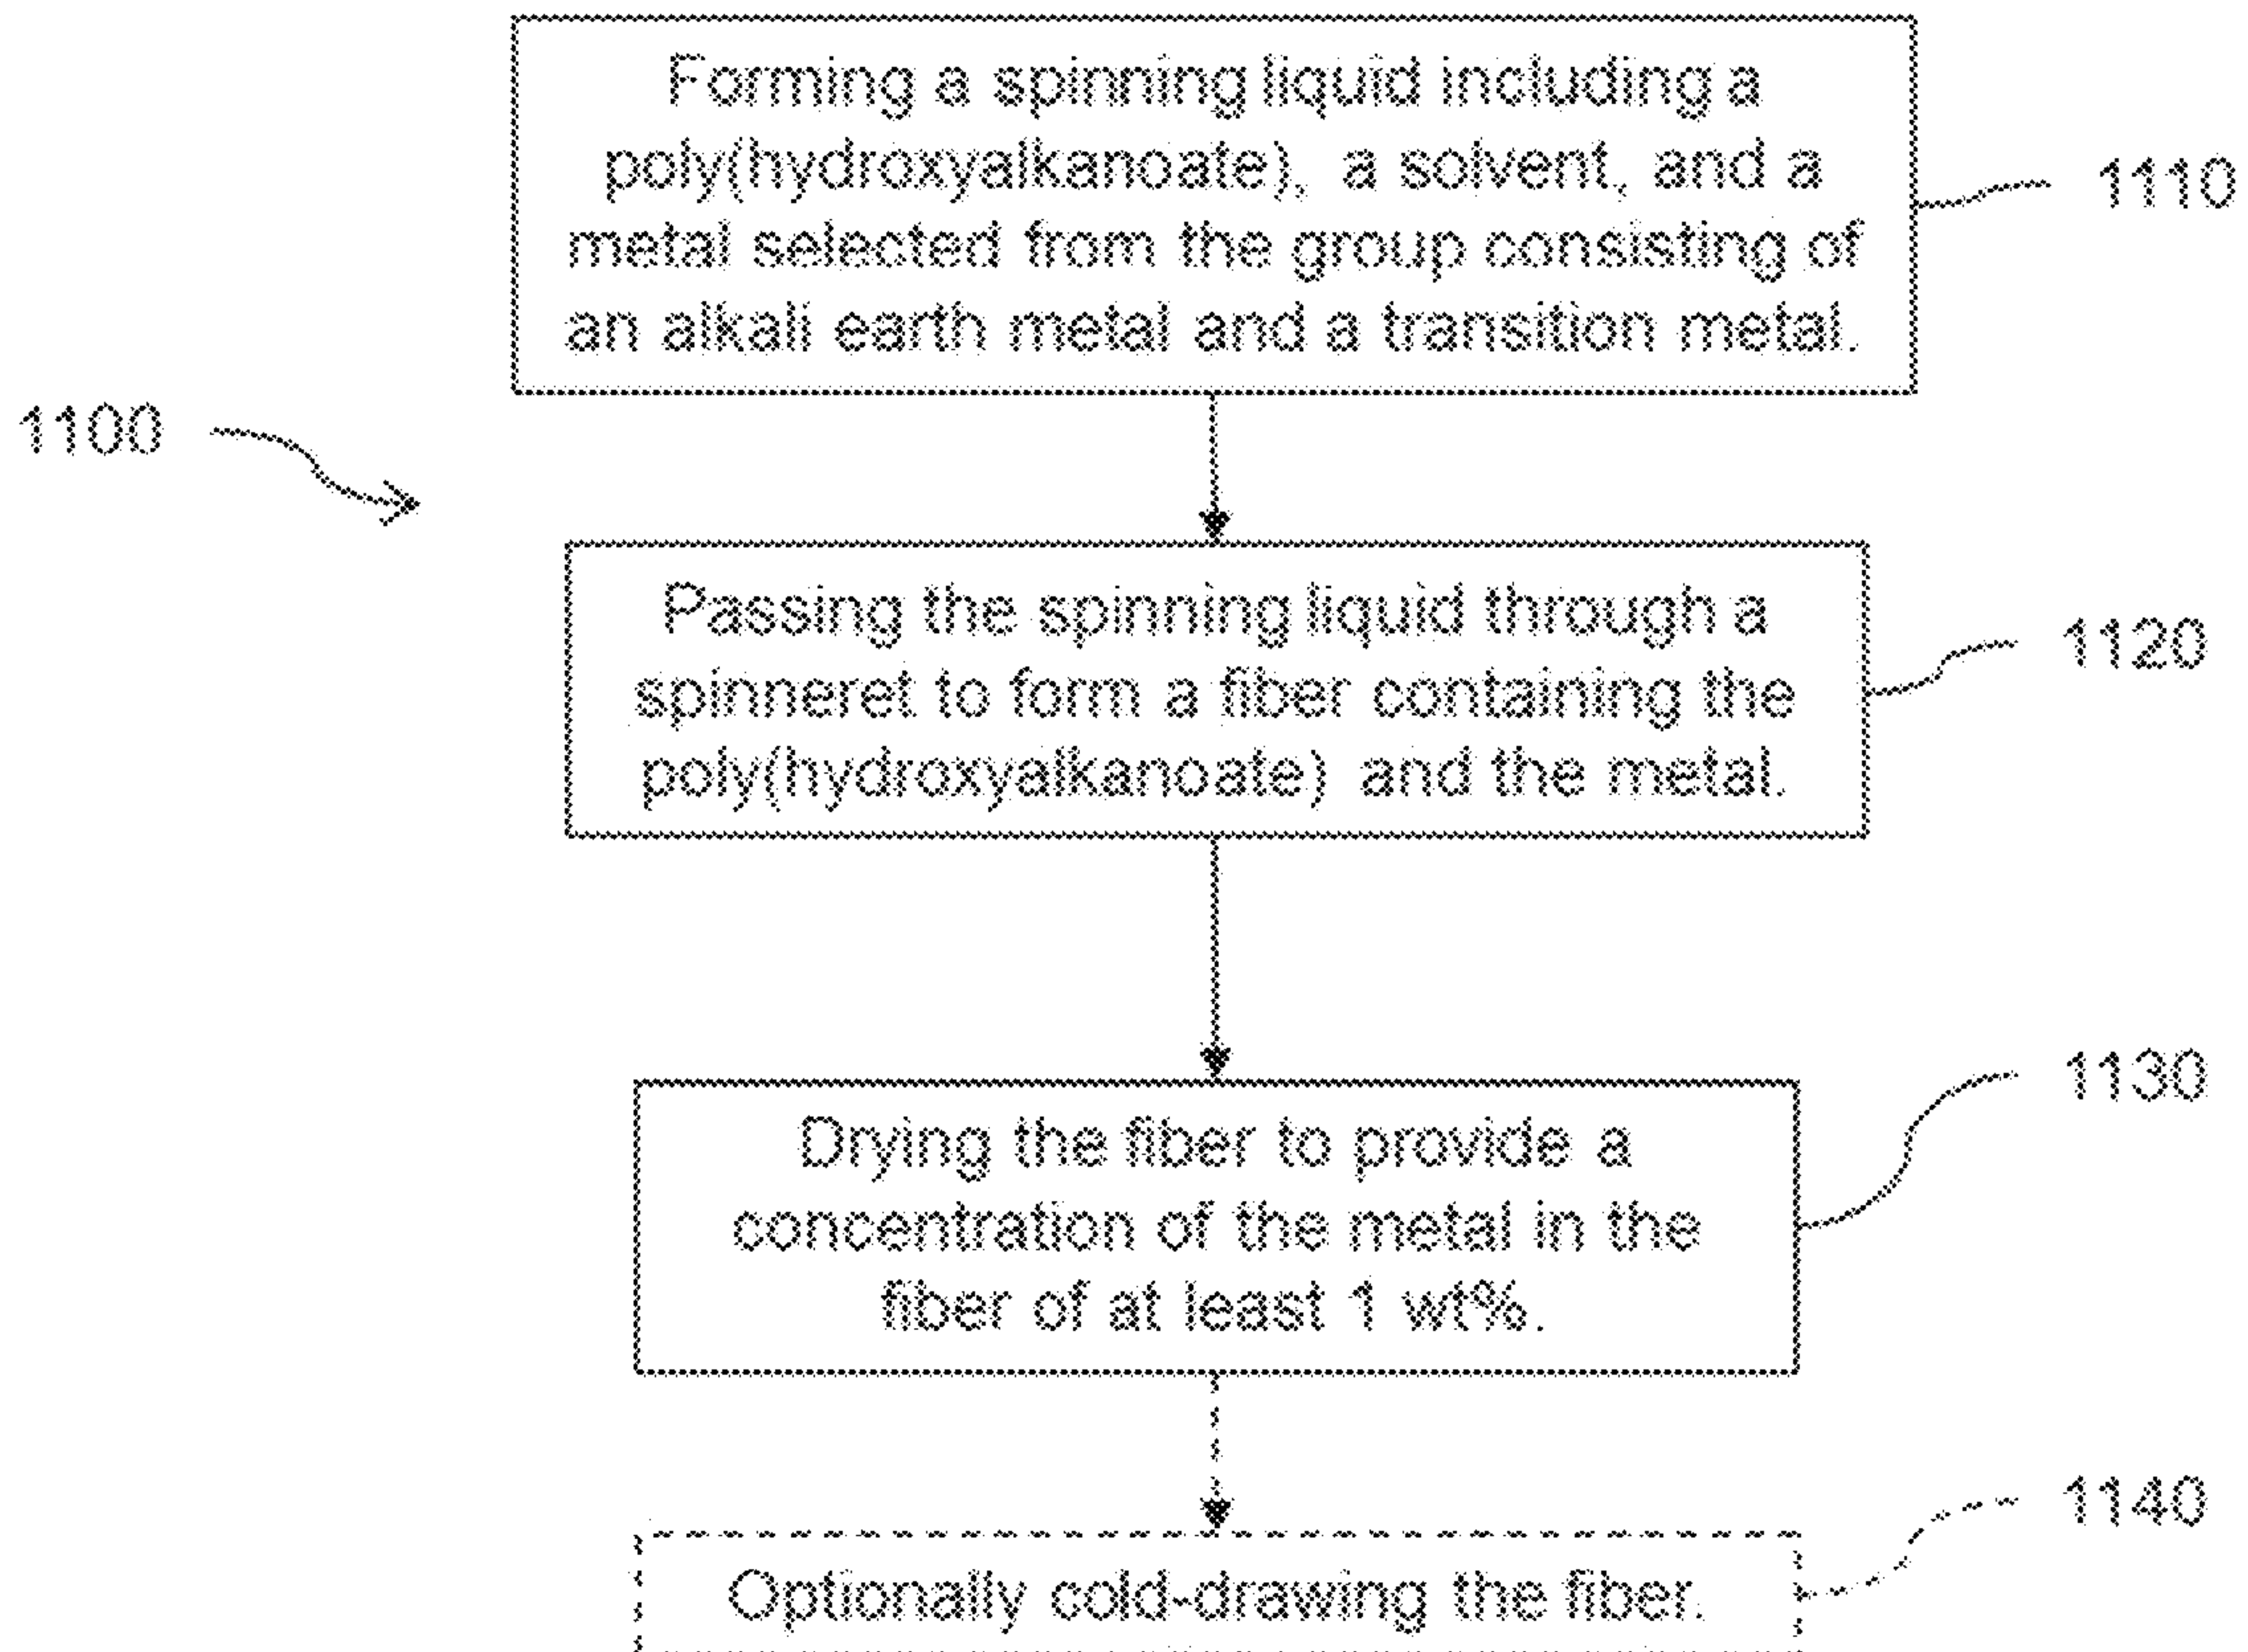 Forming a spinning liquid including a
poly(hydroxyalkanoate), a solvent, and a
metal selected from the group consisting of
an alkali earth metal and a transition metal.
1110
1100
Passing the spinning liquid through a
spinneret to form a fiber containing the
poly(hydroxyalkanoate) and the metal.
1120
Drying the fiber to provide a
concentration of the metal in the
fiber of at least 1 wt%.
1130
Optionally cold-drawing the fiber.
1140